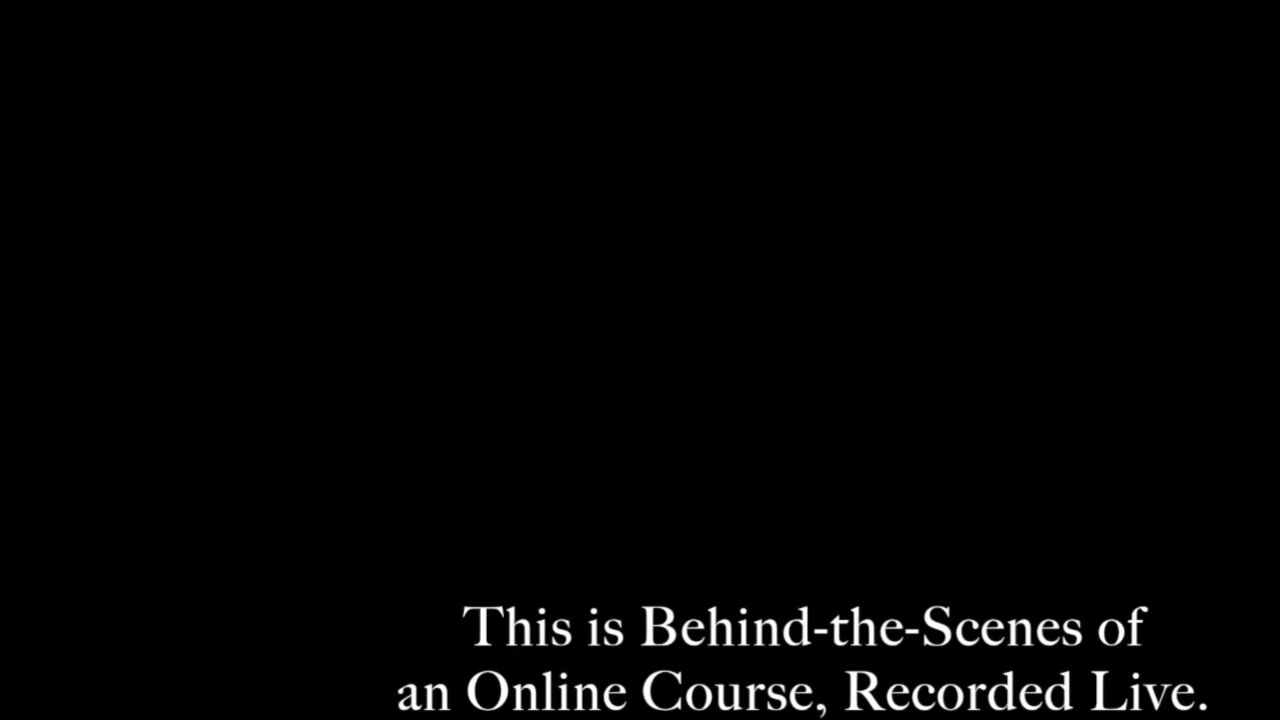 This is Behind-the-Scenes of
an Online Course, Recorded Live.